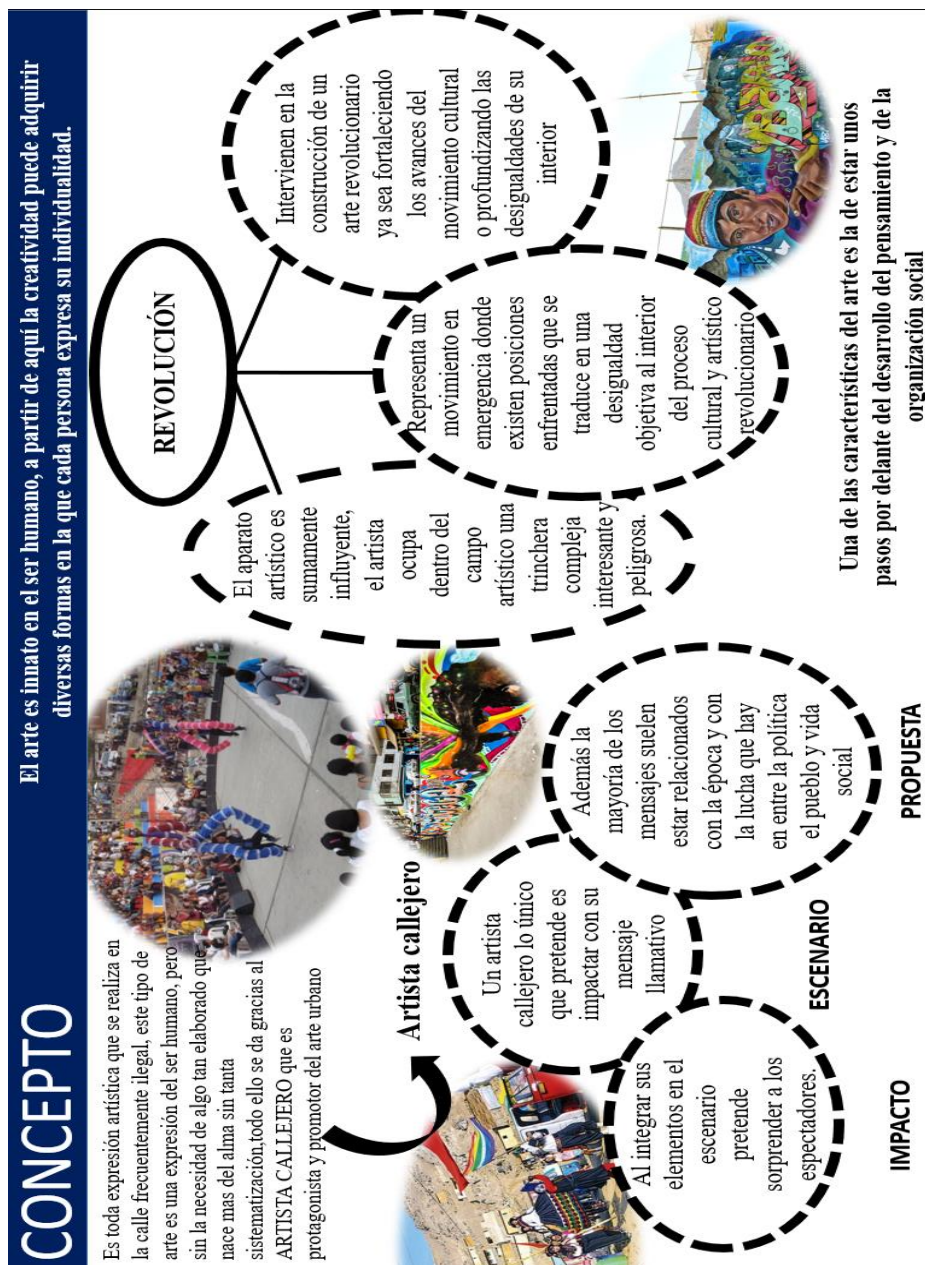 CONCEPTO
El arte es innato en el ser humano, a partir de aquí la creatividad puede adquirir
diversas formas en la que cada persona expresa su individualidad.
Es toda expresión artística que se realiza en
la calle frecuentemente ilegal, este tipo de
arte es una expresión del ser humano, pero
sin la necesidad de algo tan elaborado que
nace mas del alma sin tanta
sistematización,todo ello se da gracias al
ARTISTA CALLEJERO que es
protagonista y promotor del arte urbano
Artista callejero
Al integrar sus
elementos en el
escenario
pretende
sorprender a los
espectadores.
IMPACTO
Un artista
callejero lo único
que pretende es
impactar con su
mensaje
llamativo
ESCENARIO
Además la
mayoría de los
mensajes suelen
estar relacionados
con la época y con
la lucha que hay
en entre la política
el pueblo y vida
social
PROPUESTA
REVOLUCIÓN
El aparato
artístico es
sumamente
influyente,
el artista
ocupa
dentro del
campo
artístico una
trinchera
compleja
interesante y
peligrosa.
Representa un
movimiento en
emergencia donde
existen posiciones
enfrentadas que se
traduce en una
desigualdad
objetiva al interior
del proceso
cultural y artístico
revolucionario
Intervienen en la
construcción de un
arte revolucionario
ya sea fortaleciendo
los avances del
movimiento cultural
o profundizando las
desigualdades de su
interior
Una de las características del arte es la de estar unos
pasos por delante del desarrollo del pensamiento y de la
organización social